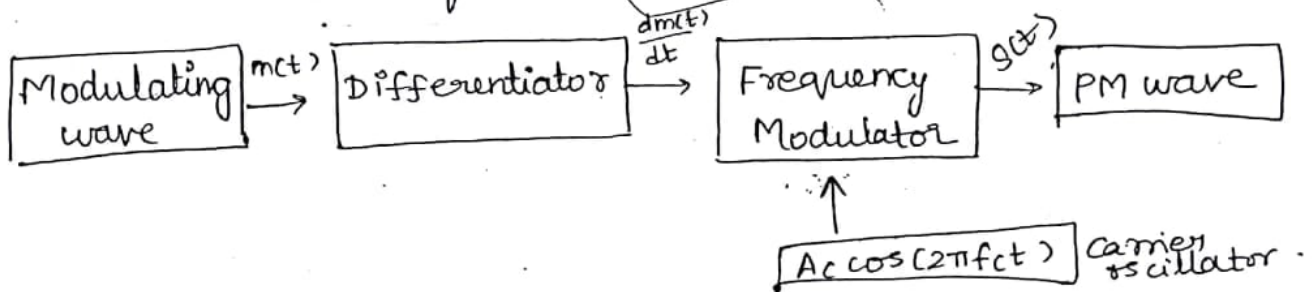 dm(t)
dt
Modulating
wave
m(t)
Differentiator
Frequency
Modulator
g(t)
PM wave
Ac cos(2πfct)
Carrier
oscillator.